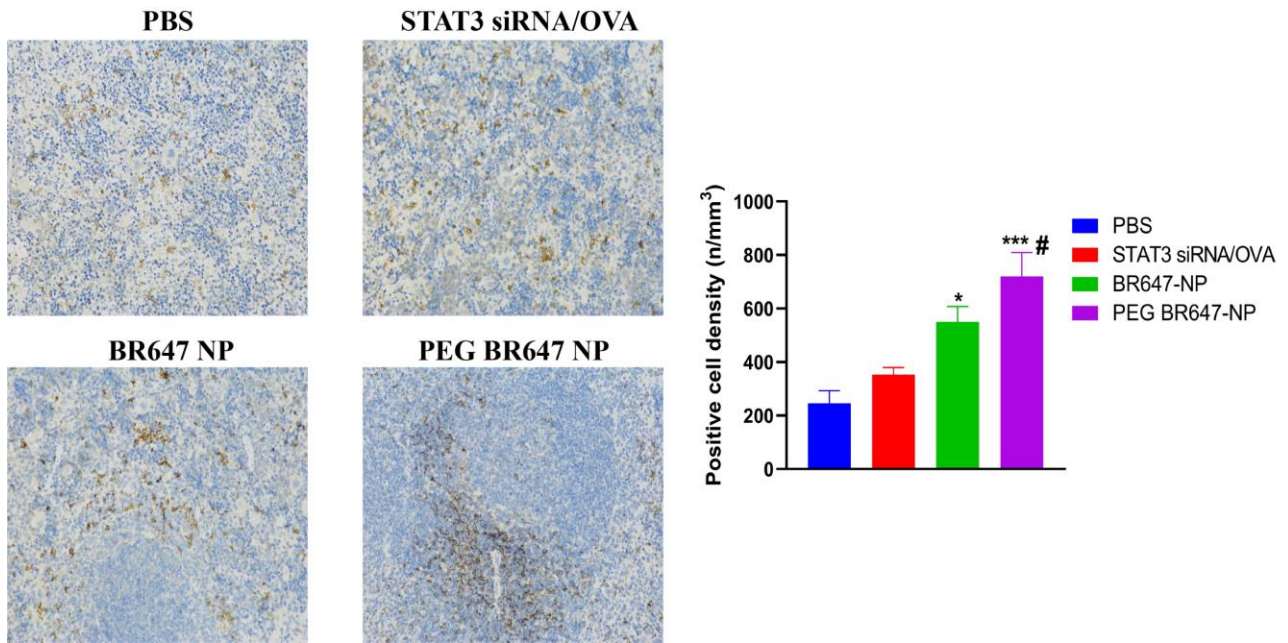 PBS
STAT3 siRNA/OVA
BR647 NP
PEG BR647 NP
Positive cell density (n/mm³)
1000
800
600
400
200
0
*
*** #
PBS
STAT3 siRNA/OVA
BR647-NP
PEG BR647-NP